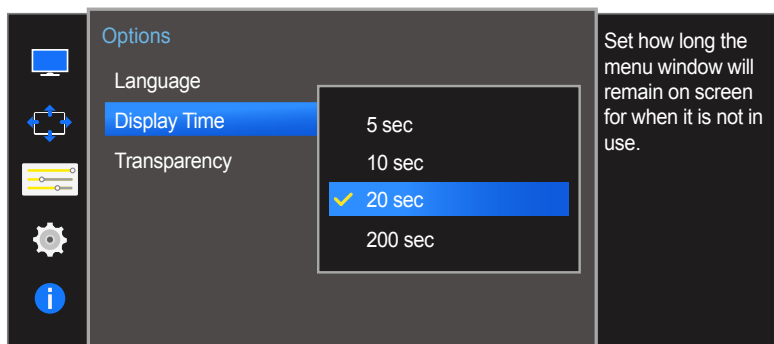 Options
Language
Display Time
Transparency
5 sec
10 sec
20 sec
200 sec
Set how long the
menu window will
remain on screen
for when it is not in
use.